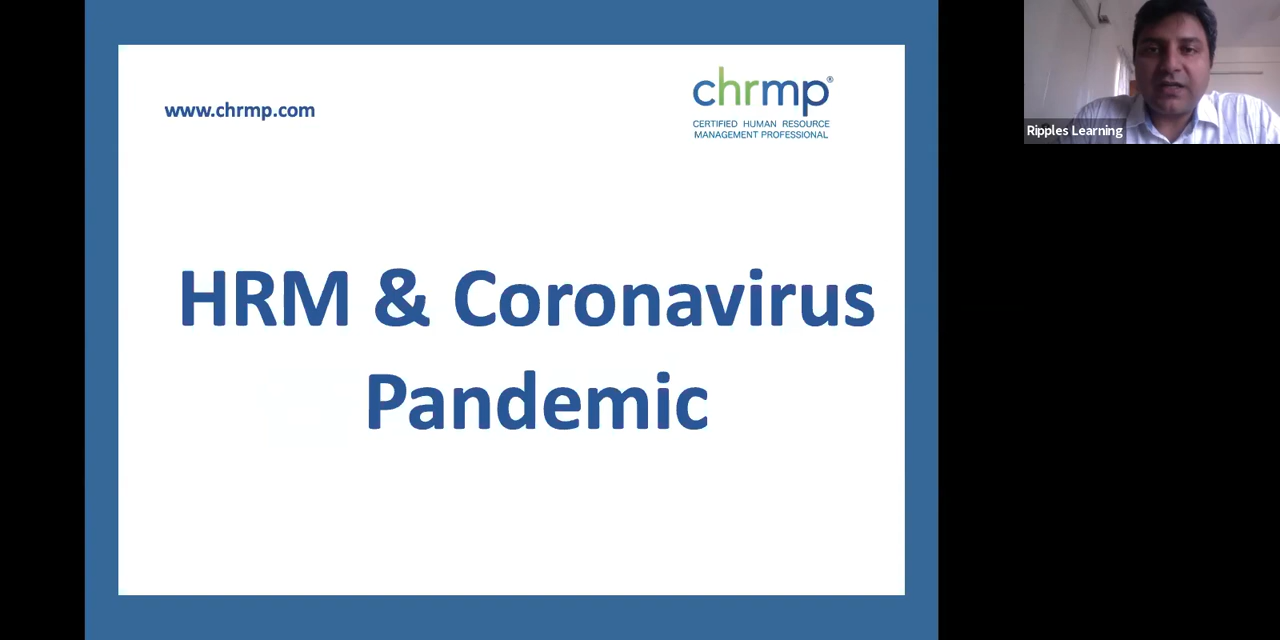 www.chrmp.com
chrmp®
CERTIFIED HUMAN RESOURCE
MANAGEMENT PROFESSIONAL
Ripples Learning
HRM & Coronavirus
Pandemic